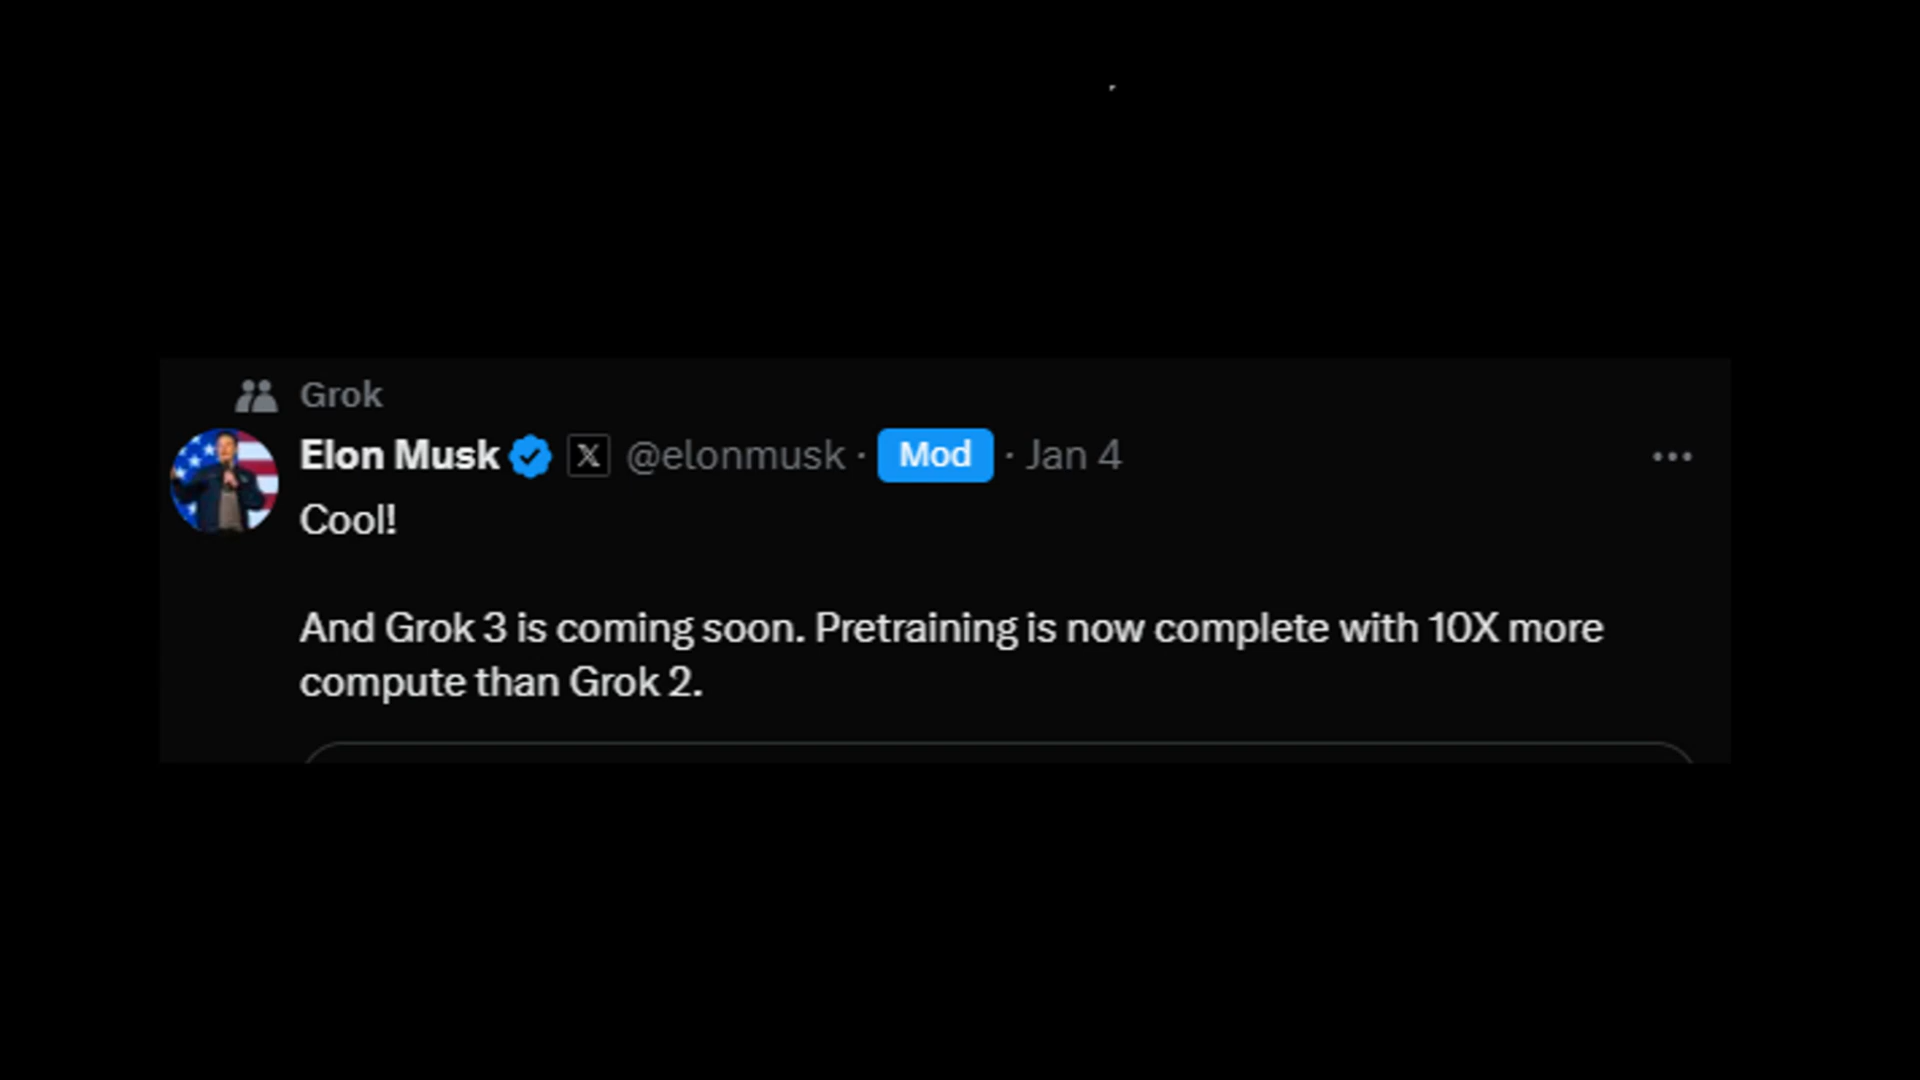 Grok
Elon Musk X @elonmusk · Mod · Jan 4
Cool!
And Grok 3 is coming soon. Pretraining is now complete with 10X more
compute than Grok 2.